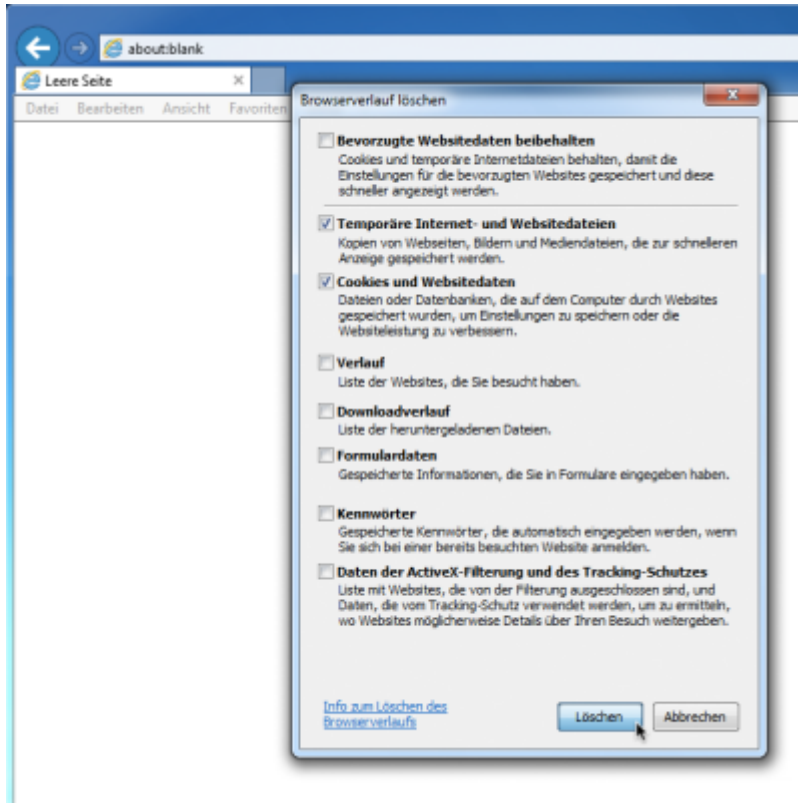 about:blank
Leere Seite
Datei Bearbeiten Ansicht Favoriten
Browserverlauf löschen
Bevorzugte Websitedaten beibehalten
Cookies und temporäre Internetdateien behalten, damit die
Einstellungen für die bevorzugten Websites gespeichert und diese
schneller angezeigt werden.
Temporäre Internet- und Websitedateien
Kopien von Webseiten, Bildern und Mediendateien, die zur schnelleren
Anzeige gespeichert werden.
Cookies und Websitedaten
Dateien oder Datenbanken, die auf dem Computer durch Websites
gespeichert wurden, um Einstellungen zu speichern oder die
Websiteleistung zu verbessern.
Verlauf
Liste der Websites, die Sie besucht haben.
Downloadverlauf
Liste der heruntergeladenen Dateien.
Formulardaten
Gespeicherte Informationen, die Sie in Formulare eingegeben haben.
Kennwörter
Gespeicherte Kennwörter, die automatisch eingegeben werden, wenn
Sie sich bei einer bereits besuchten Website anmelden.
Daten der ActiveX-Filterung und des Tracking-Schutzes
Liste mit Websites, die von der Filterung ausgeschlossen sind, und
Daten, die vom Tracking-Schutz verwendet werden, um zu ermitteln,
wo Websites möglicherweise Details über Ihren Besuch weitergeben.
Info zum Löschen des
Browserverlaufs
Löschen Abbrechen